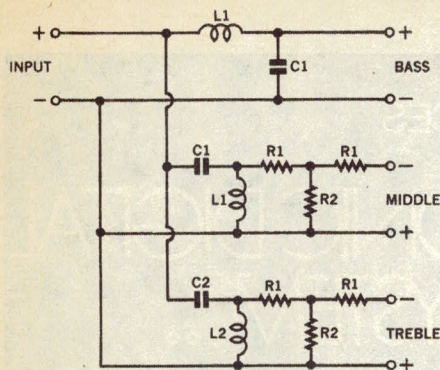 L1
+ +
INPUT C1 BASS
- -
C1 R1 R1 -
L1 R2 MIDDLE
+
C2 R1 R1 -
L2 R2 TREBLE
+